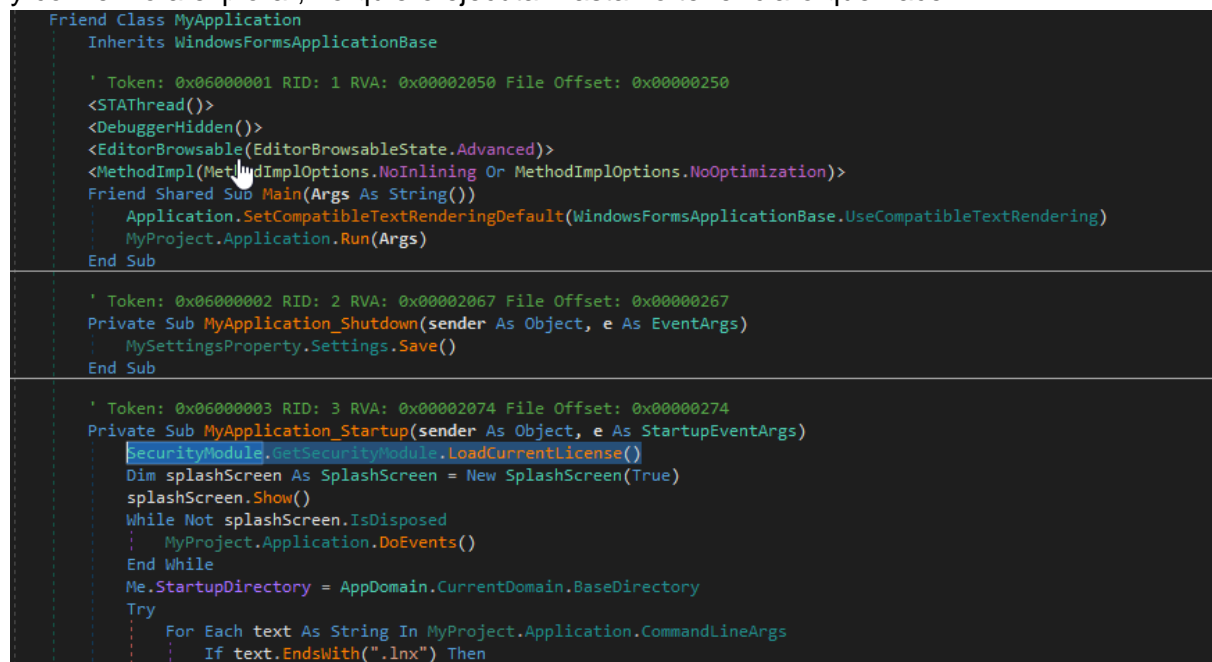 Friend Class MyApplication
Inherits WindowsFormsApplicationBase
' Token: 0x06000001 RID: 1 RVA: 0x00002050 File Offset: 0x00000250
<STAThread()>
<DebuggerHidden()>
<EditorBrowsable(EditorBrowsableState.Advanced)>
<MethodImpl(MethodImplOptions.NoInlining Or MethodImplOptions.NoOptimization)>
Friend Shared Sub Main(Args As String())
Application.SetCompatibleTextRenderingDefault(WindowsFormsApplicationBase.UseCompatibleTextRendering)
MyProject.Application.Run(Args)
End Sub
' Token: 0x06000002 RID: 2 RVA: 0x00002067 File Offset: 0x00000267
Private Sub MyApplication_Shutdown(sender As Object, e As EventArgs)
MySettingsProperty.Settings.Save()
End Sub
' Token: 0x06000003 RID: 3 RVA: 0x00002074 File Offset: 0x00000274
Private Sub MyApplication_Startup(sender As Object, e As StartupEventArgs)
SecurityModule.GetSecurityModule.LoadCurrentLicense()
Dim splashScreen As SplashScreen = New SplashScreen(True)
splashScreen.Show()
While Not splashScreen.IsDisposed
MyProject.Application.DoEvents()
End While
Me.StartupDirectory = AppDomain.CurrentDomain.BaseDirectory
Try
For Each text As String In MyProject.Application.CommandLineArgs
If text.EndsWith(".lnx") Then